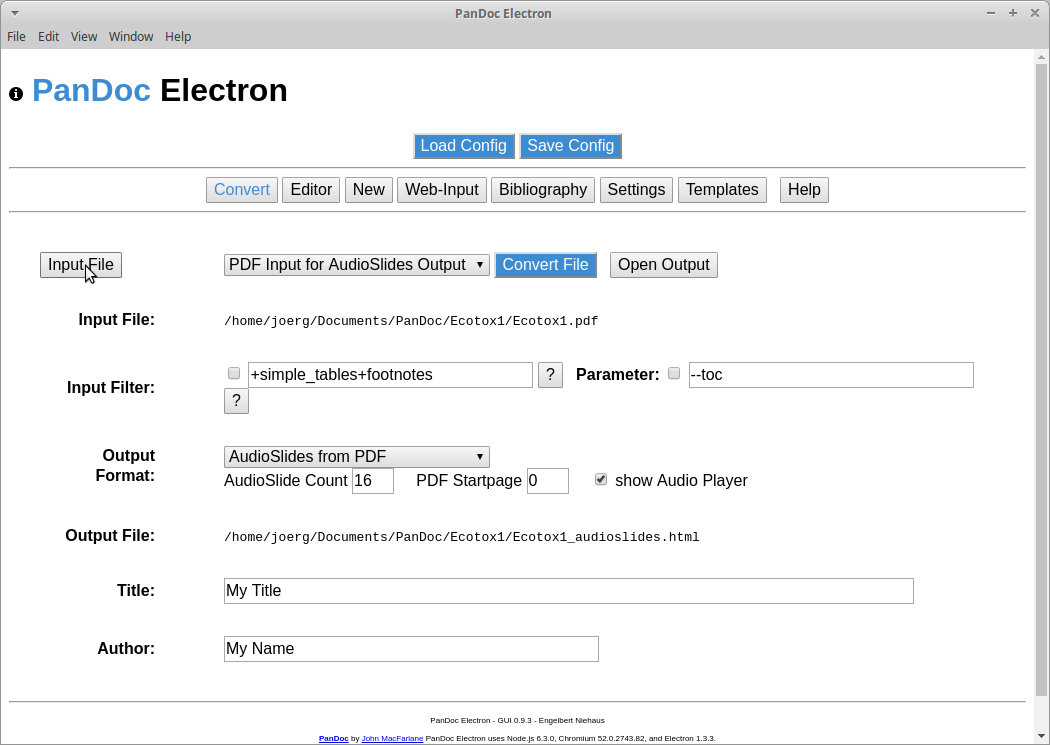 PanDoc Electron
File Edit View Window Help
PanDoc Electron
Load Config Save Config
Convert Editor New Web-Input Bibliography Settings Templates Help
Input File PDF Input for AudioSlides Output Convert File Open Output
Input File: /home/joerg/Documents/PanDoc/Ecotox1/Ecotox1.pdf
Input Filter: +simple_tables+footnotes ? Parameter: --toc
?
Output Format: AudioSlides from PDF
AudioSlide Count 16 PDF Startpage 0 show Audio Player
Output File: /home/joerg/Documents/PanDoc/Ecotox1/Ecotox1_audioslides.html
Title: My Title
Author: My Name
PanDoc Electron - GUI 0.9.3 - Engelbert Niehaus
PanDoc by John MacFarlane PanDoc Electron uses Node.js 6.3.0, Chromium 52.0.2743.82, and Electron 1.3.3.